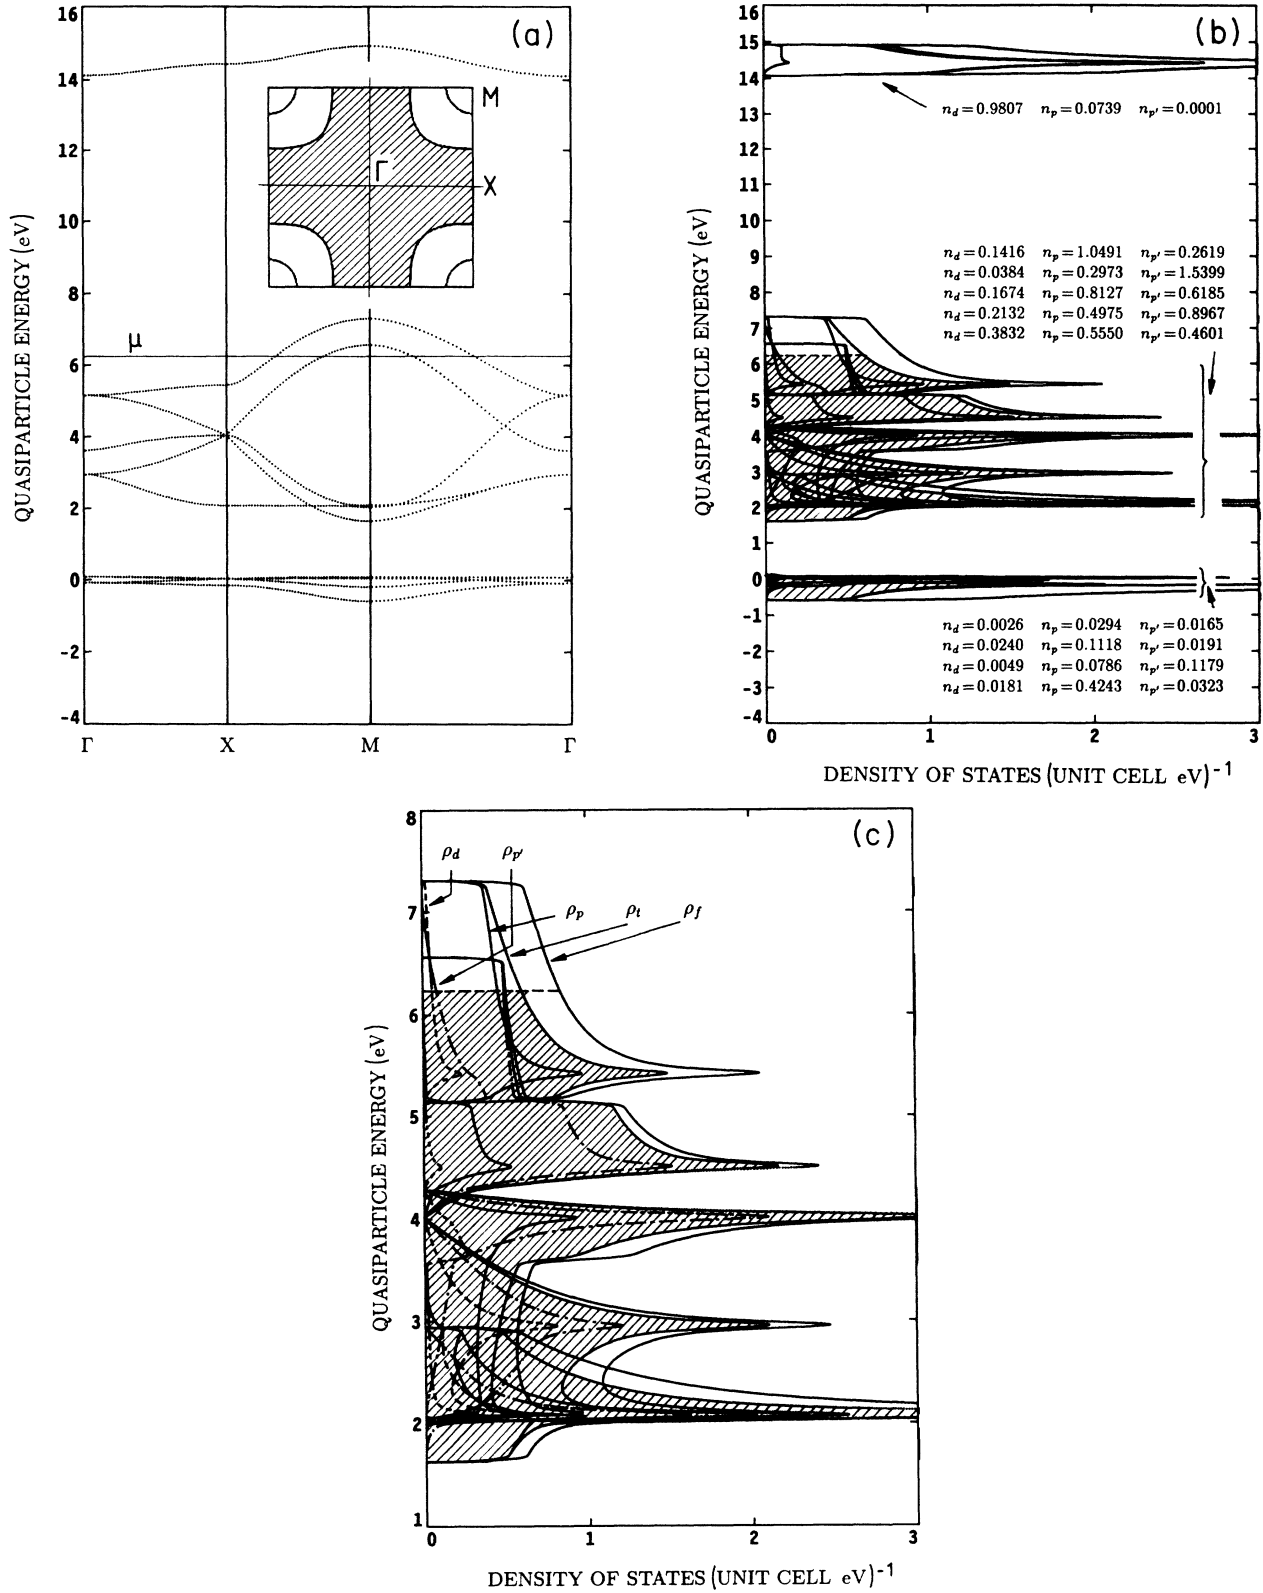 (a)
QUASIPARTICLE ENERGY (eV)
16
14
12
10
8
6
4
2
0
-2
-4
μ
M
Γ
X
Γ X M Γ
(b)
QUASIPARTICLE ENERGY (eV)
16
15
14
13
12
11
10
9
8
7
6
5
4
3
2
1
0
-1
-2
-3
-4
n_d=0.9807 n_p=0.0739 n_p'=0.0001
n_d=0.1416 n_p=1.0491 n_p'=0.2619
n_d=0.0384 n_p=0.2973 n_p'=1.5399
n_d=0.1674 n_p=0.8127 n_p'=0.6185
n_d=0.2132 n_p=0.4975 n_p'=0.8967
n_d=0.3832 n_p=0.5550 n_p'=0.4601
n_d=0.0026 n_p=0.0294 n_p'=0.0165
n_d=0.0240 n_p=0.1118 n_p'=0.0191
n_d=0.0049 n_p=0.0786 n_p'=0.1179
n_d=0.0181 n_p=0.4243 n_p'=0.0323
0 1 2 3
DENSITY OF STATES (UNIT CELL eV)⁻¹
(c)
QUASIPARTICLE ENERGY (eV)
8
7
6
5
4
3
2
1
ρ_d ρ_p'
ρ_p ρ_t ρ_f
0 1 2 3
DENSITY OF STATES (UNIT CELL eV)⁻¹